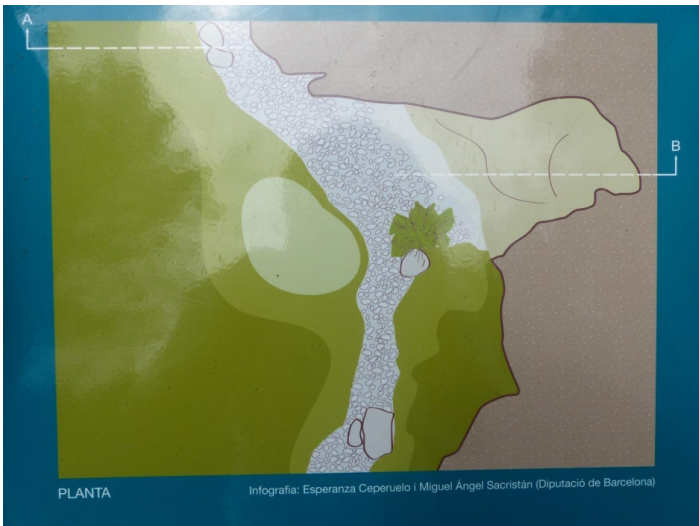 A
B
PLANTA
Infografia: Esperanza Ceperuelo i Miguel Ángel Sacristán (Diputació de Barcelona)